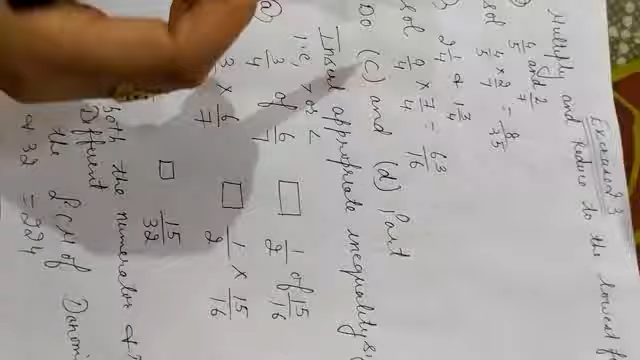 Exercise 2.3
Multiply and reduce to the lowest f
4/5 and 2/7
sol 4/5 × 2/7 = 8/35
2 1/4 & 1 3/4
sol 9/4 × 7/4 = 63/16
Do (C) and (d) Part
Insert appropriate inequality si
i.e, > or <
(a) 3/4 of 6/7 □ 1/2 of 15/16
3/4 × 6/7 □ 1/2 × 15/16
□ 15/32
both the numerator &
Different
the LCM of Denomi
& 32 = 224